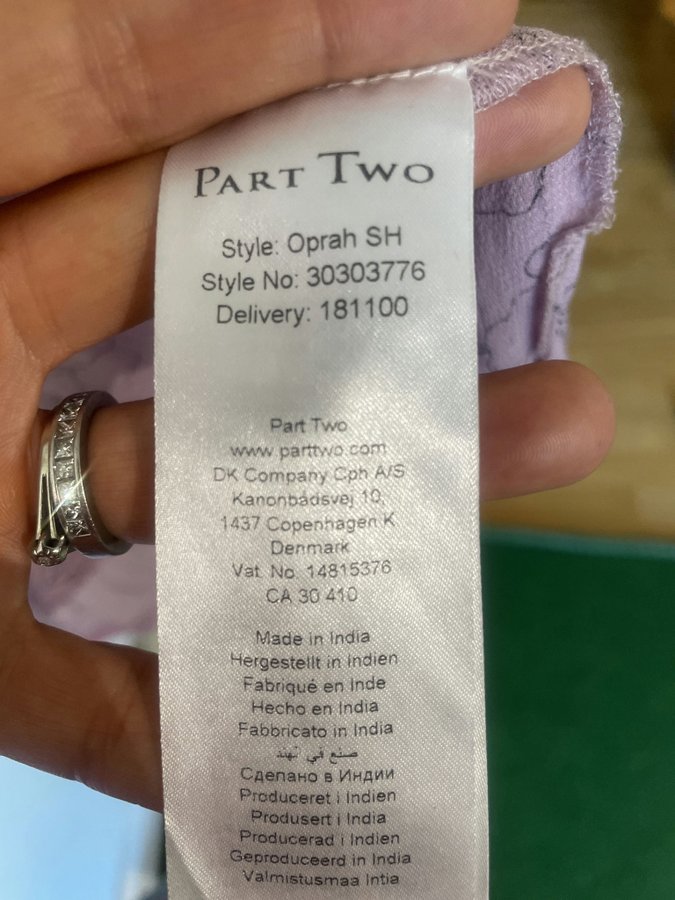 PART TWO
Style: Oprah SH
Style No: 30303776
Delivery: 181100
Part Two
www.parttwo.com
DK Company Cph A/S
Kanonbådsvej 10,
1437 Copenhagen K
Denmark
Vat. No. 14815376
CA 30 410
Made in India
Hergestellt in Indien
Fabriqué en Inde
Hecho en India
Fabbricato in India
صنع في تهند
Сделано в Индии
Produceret i Indien
Produsert i India
Producerad i Indien
Geproduceerd in India
Valmistusmaa Intia